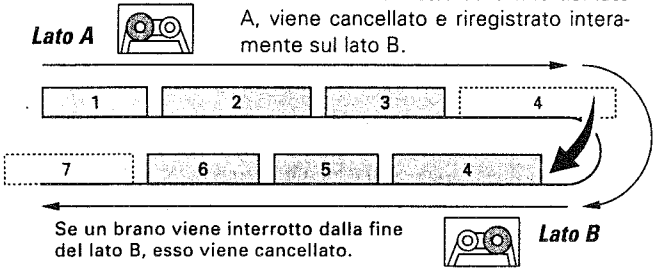 Lato A
A, viene cancellato e riregistrato intera-
mente sul lato B.
1 2 3 4
7 6 5 4
Se un brano viene interrotto dalla fine
del lato B, esso viene cancellato.
Lato B